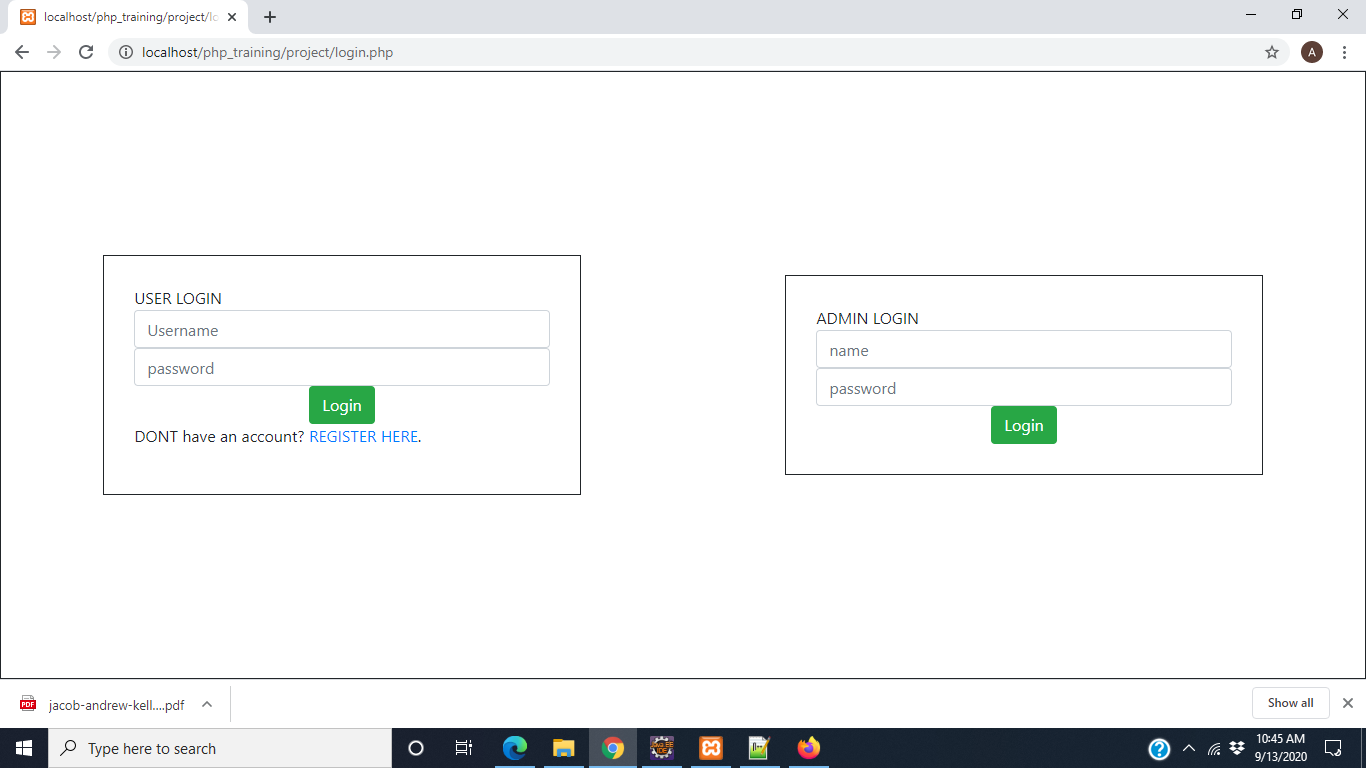 localhost/php_training/project/lo
localhost/php_training/project/login.php
A
USER LOGIN
Username
password
Login
DONT have an account? REGISTER HERE.
ADMIN LOGIN
name
password
Login
PDF
jacob-andrew-kell....pdf
Show all
Type here to search
10:45 AM
9/13/2020